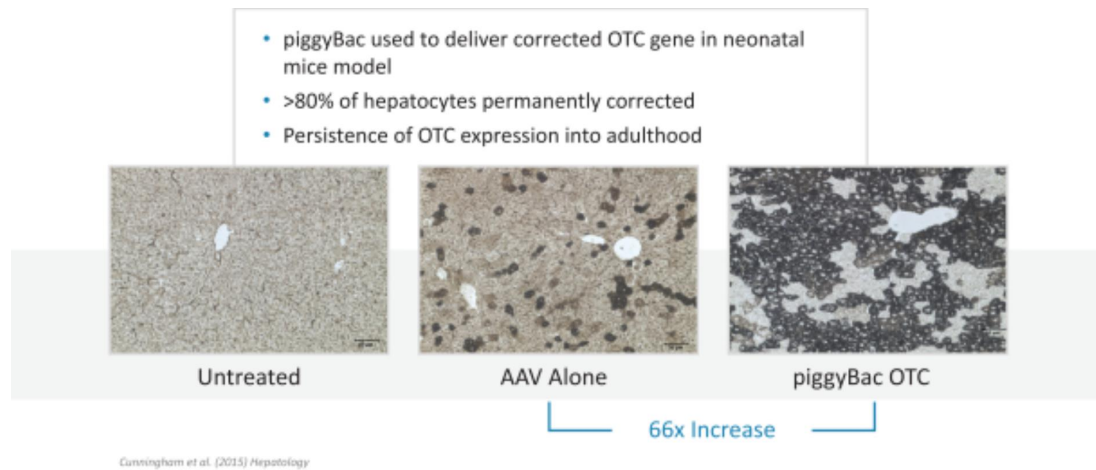 • piggyBac used to deliver corrected OTC gene in neonatal
mice model
• >80% of hepatocytes permanently corrected
• Persistence of OTC expression into adulthood
Untreated
AAV Alone
piggyBac OTC
66x Increase
Cunningham et al. (2015) Hepatology